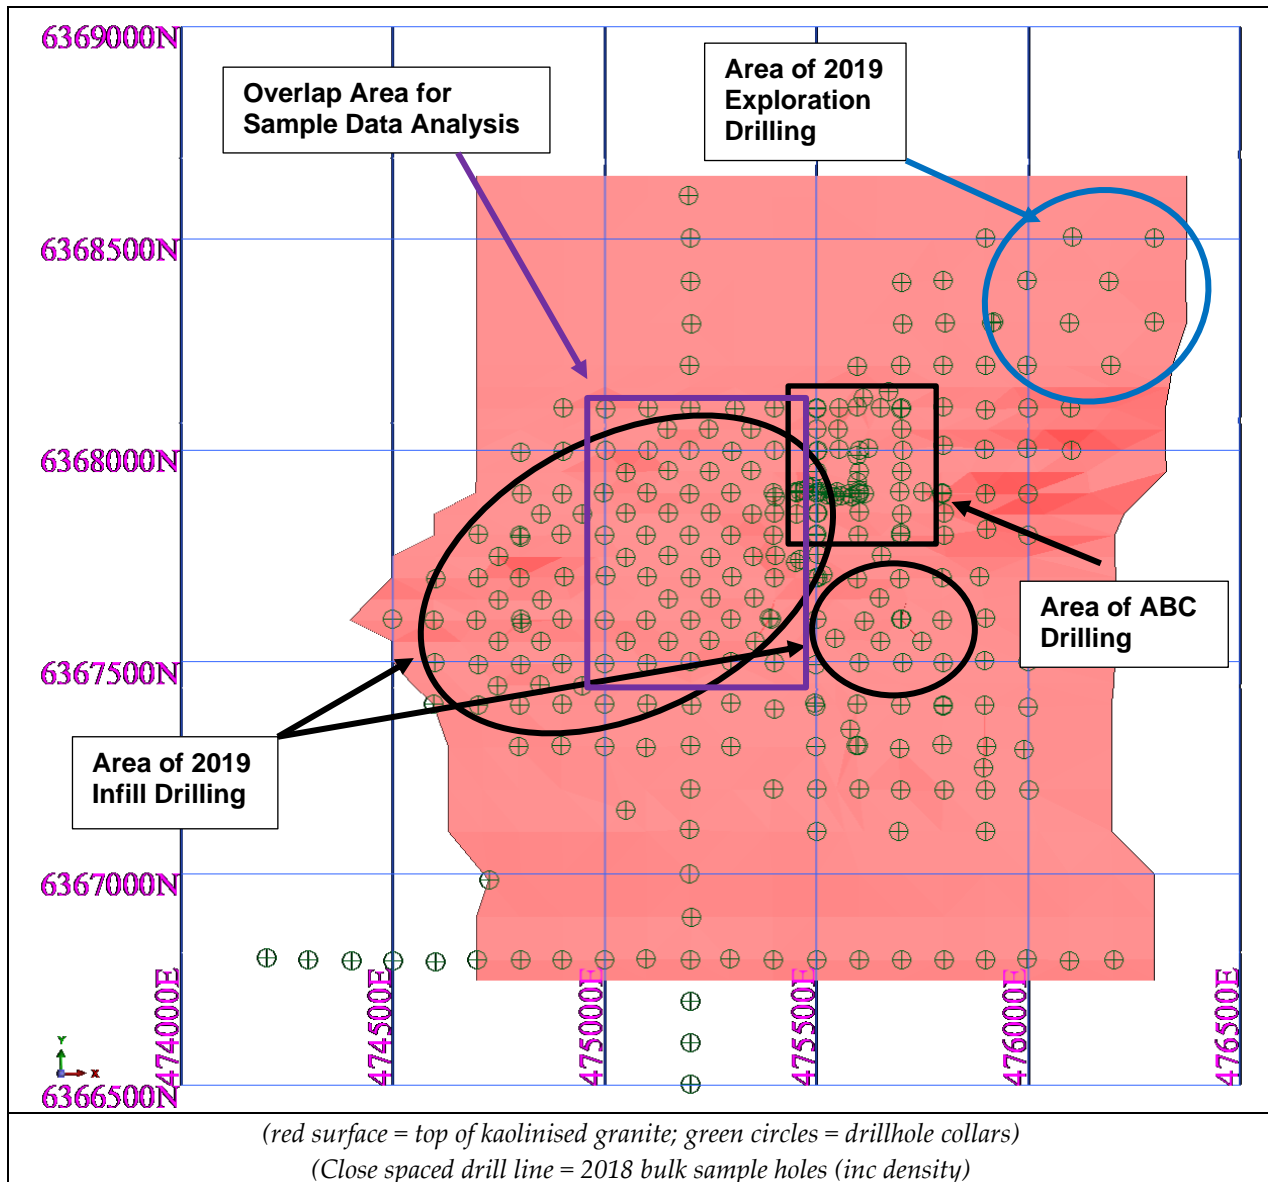 6369000N
Overlap Area for
Sample Data Analysis
Area of 2019
Exploration
Drilling
6368500N
6368000N
Area of ABC
Drilling
6367500N
Area of 2019
Infill Drilling
6367000N
474000E
474500E
475000E
475500E
476000E
476500E
Y
X
6366500N
(red surface = top of kaolinised granite; green circles = drillhole collars)
(Close spaced drill line = 2018 bulk sample holes (inc density)